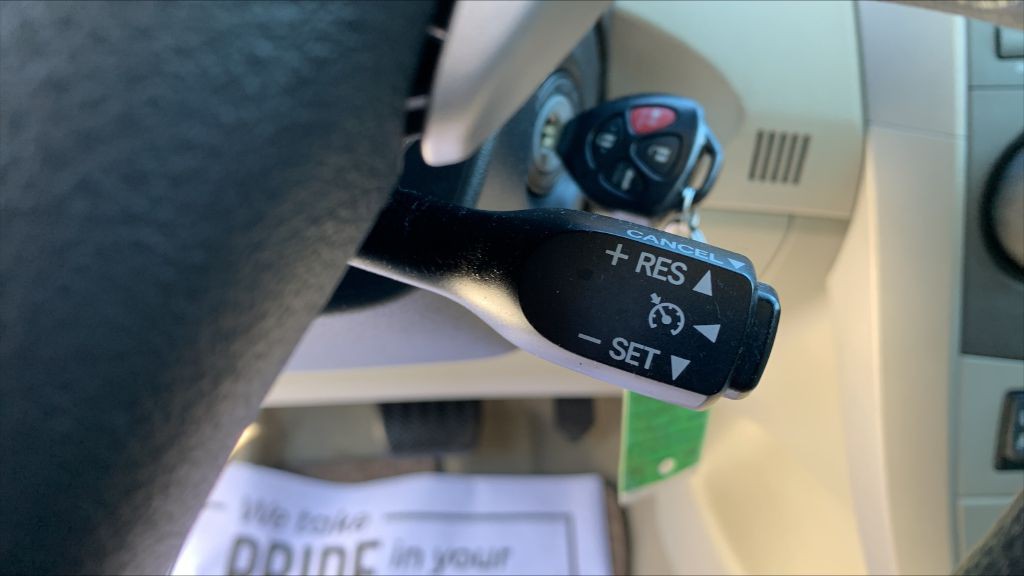 CANCEL
+ RES
– SET
We take
PRIDE in your